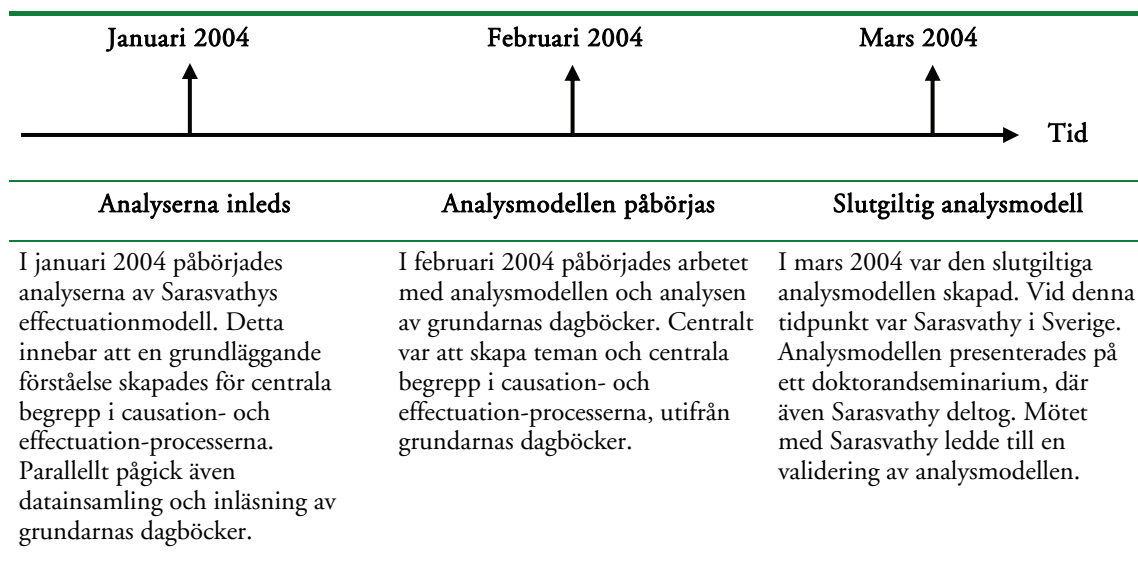 Januari 2004
Februari 2004
Mars 2004
Tid
Analyserna inleds
Analysmodellen påbörjas
Slutgiltig analysmodell
I januari 2004 påbörjades
analyserna av Sarasvathys
effectuationmodell. Detta
innebar att en grundläggande
förståelse skapades för centrala
begrepp i causation- och
effectuation-processerna.
Parallellt pågick även
datainsamling och inläsning av
grundarnas dagböcker.
I februari 2004 påbörjades arbetet
med analysmodellen och analysen
av grundarnas dagböcker. Centralt
var att skapa teman och centrala
begrepp i causation- och
effectuation-processerna, utifrån
grundarnas dagböcker.
I mars 2004 var den slutgiltiga
analysmodellen skapad. Vid denna
tidpunkt var Sarasvathy i Sverige.
Analysmodellen presenterades på
ett doktorandseminarium, där
även Sarasvathy deltog. Mötet
med Sarasvathy ledde till en
validering av analysmodellen.